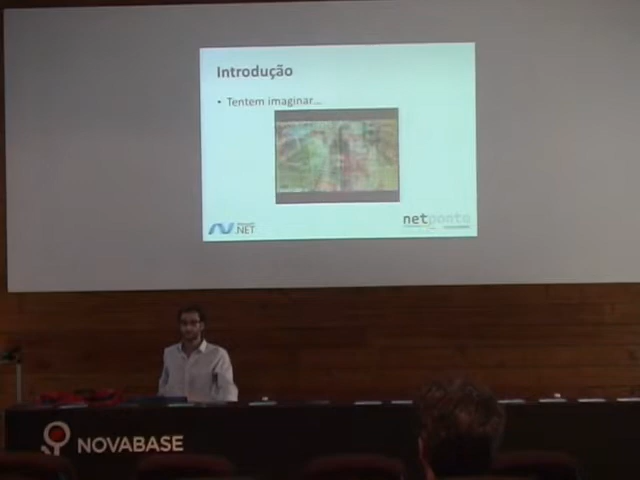 Introdução
• Tentem imaginar...
.NET
netponto
NOVABASE